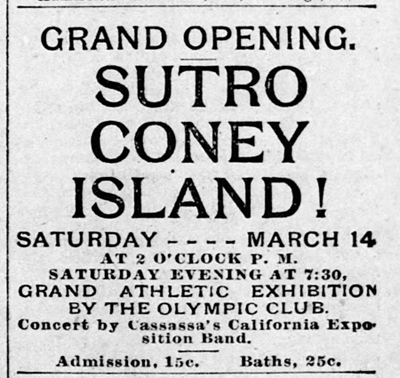 GRAND OPENING.
SUTRO
CONEY
ISLAND!
SATURDAY - - - - MARCH 14
AT 2 O'CLOCK P. M.
SATURDAY EVENING AT 7:30,
GRAND ATHLETIC EXHIBITION
BY THE OLYMPIC CLUB.
Concert by Cassassa's California Expo-
sition Band.
Admission, 15c. Baths, 25c.